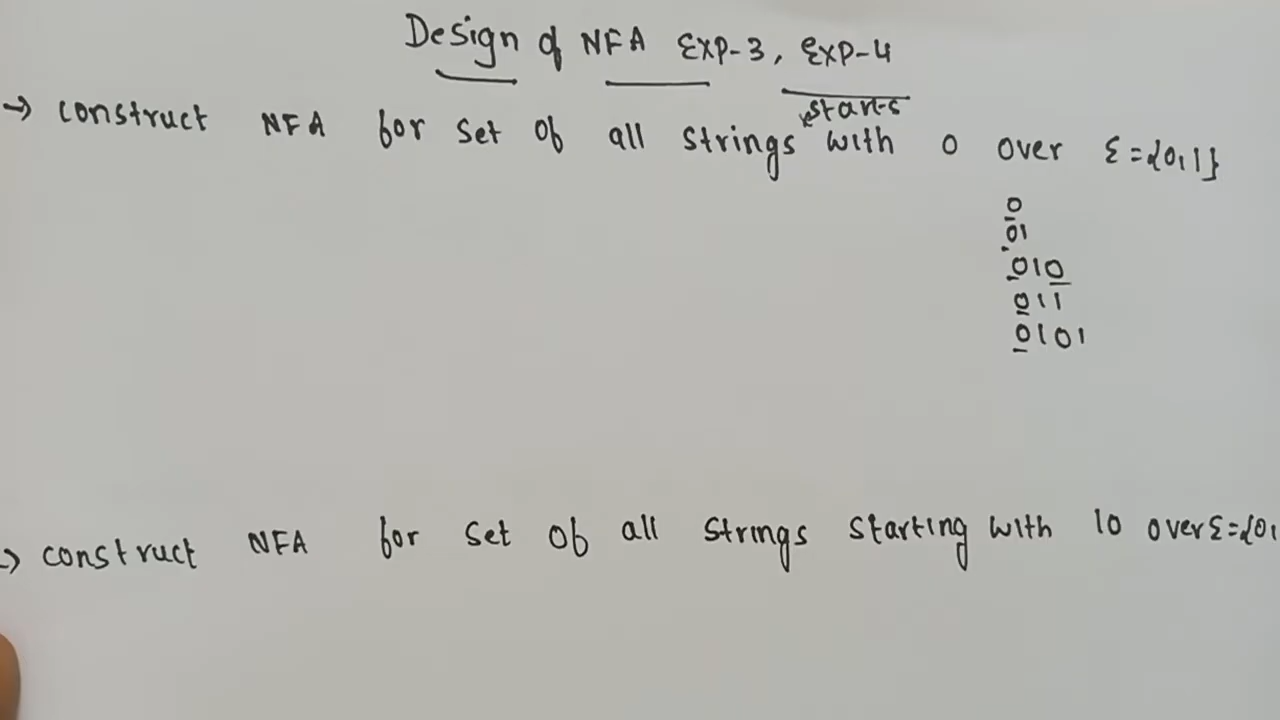 Design of NFA Exp-3, Exp-4
→ construct NFA for set of all strings starts with 0 over Σ={0,1}
0
01
010
011
0101
→ construct NFA for set of all strings starting with 10 over Σ={0,